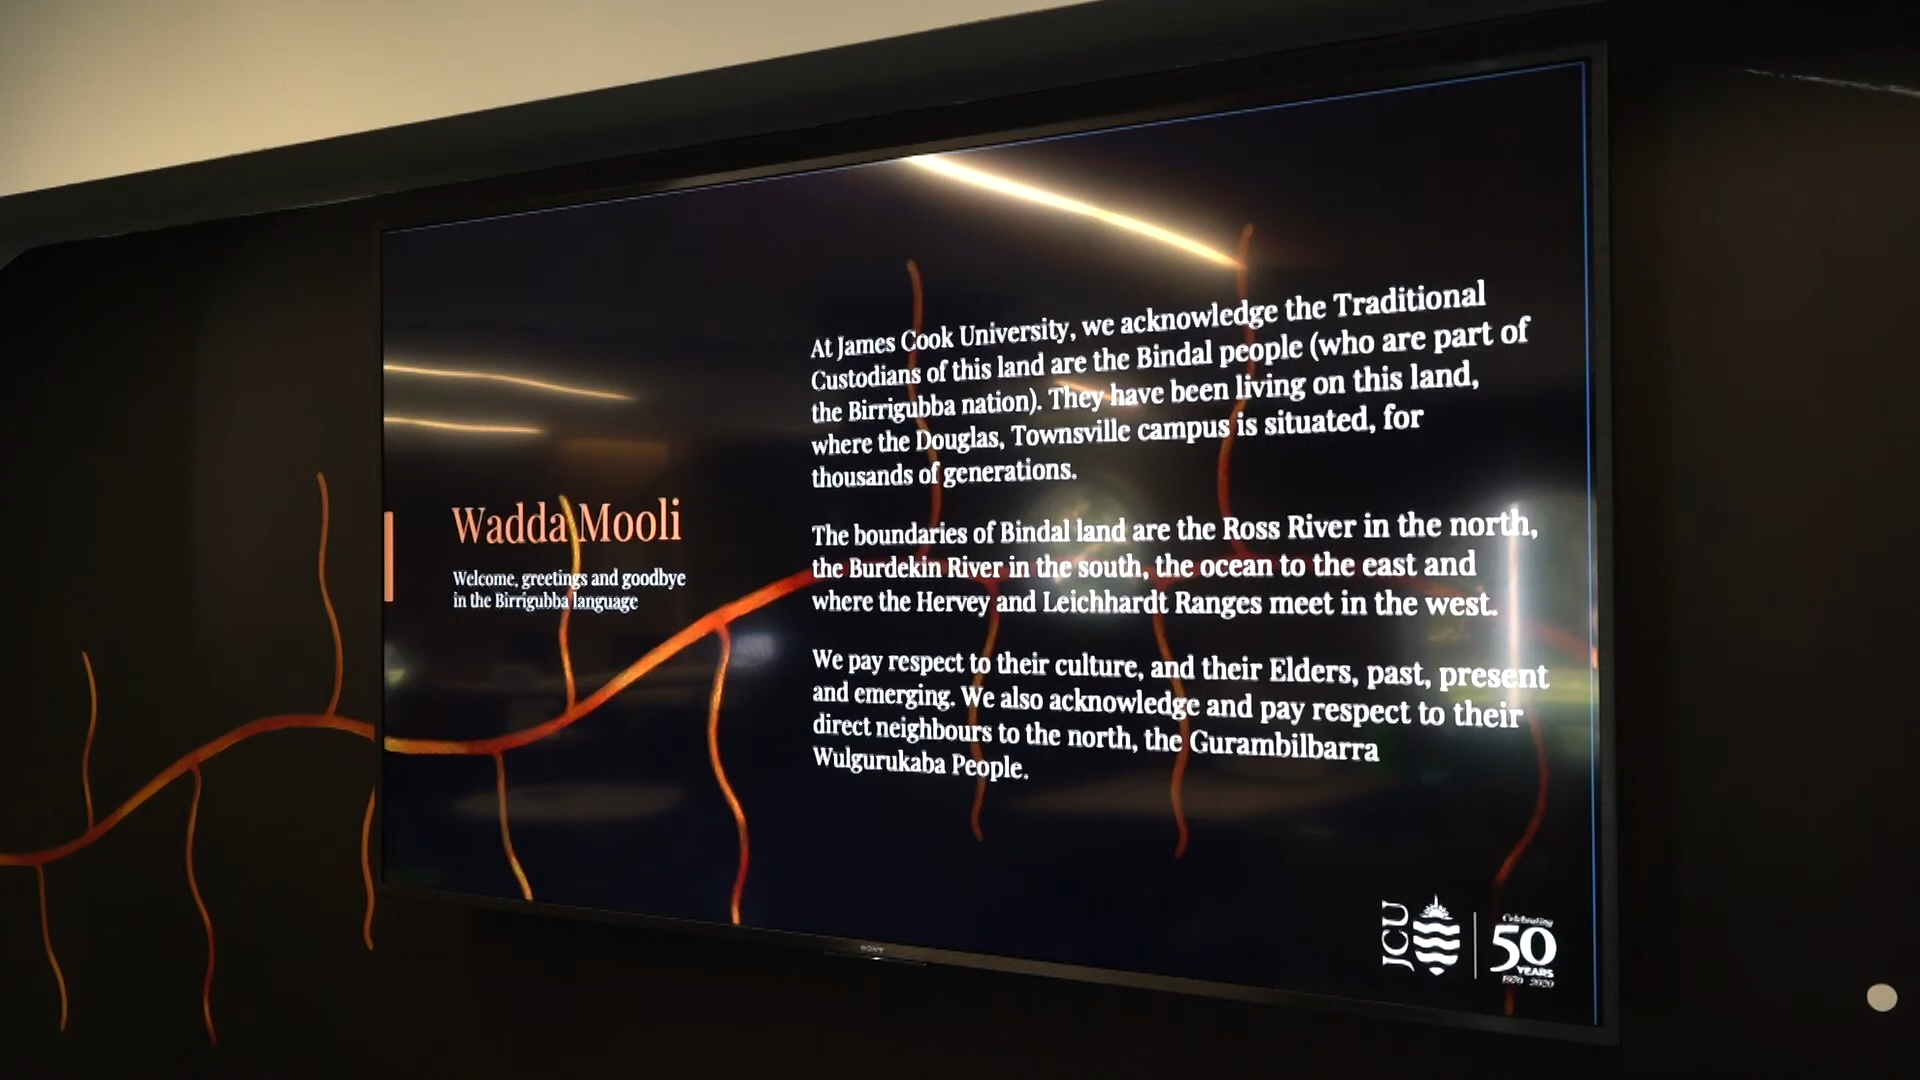 Wadda Mooli
Welcome, greetings and goodbye
in the Birrigubba language
At James Cook University, we acknowledge the Traditional
Custodians of this land are the Bindal people (who are part of
the Birrigubba nation). They have been living on this land,
where the Douglas, Townsville campus is situated, for
thousands of generations.
The boundaries of Bindal land are the Ross River in the north,
the Burdekin River in the south, the ocean to the east and
where the Hervey and Leichhardt Ranges meet in the west.
We pay respect to their culture, and their Elders, past, present
and emerging. We also acknowledge and pay respect to their
direct neighbours to the north, the Gurambilbarra
Wulgurukaba People.
JCU
Celebrating
50
YEARS
1970 2020
SONY